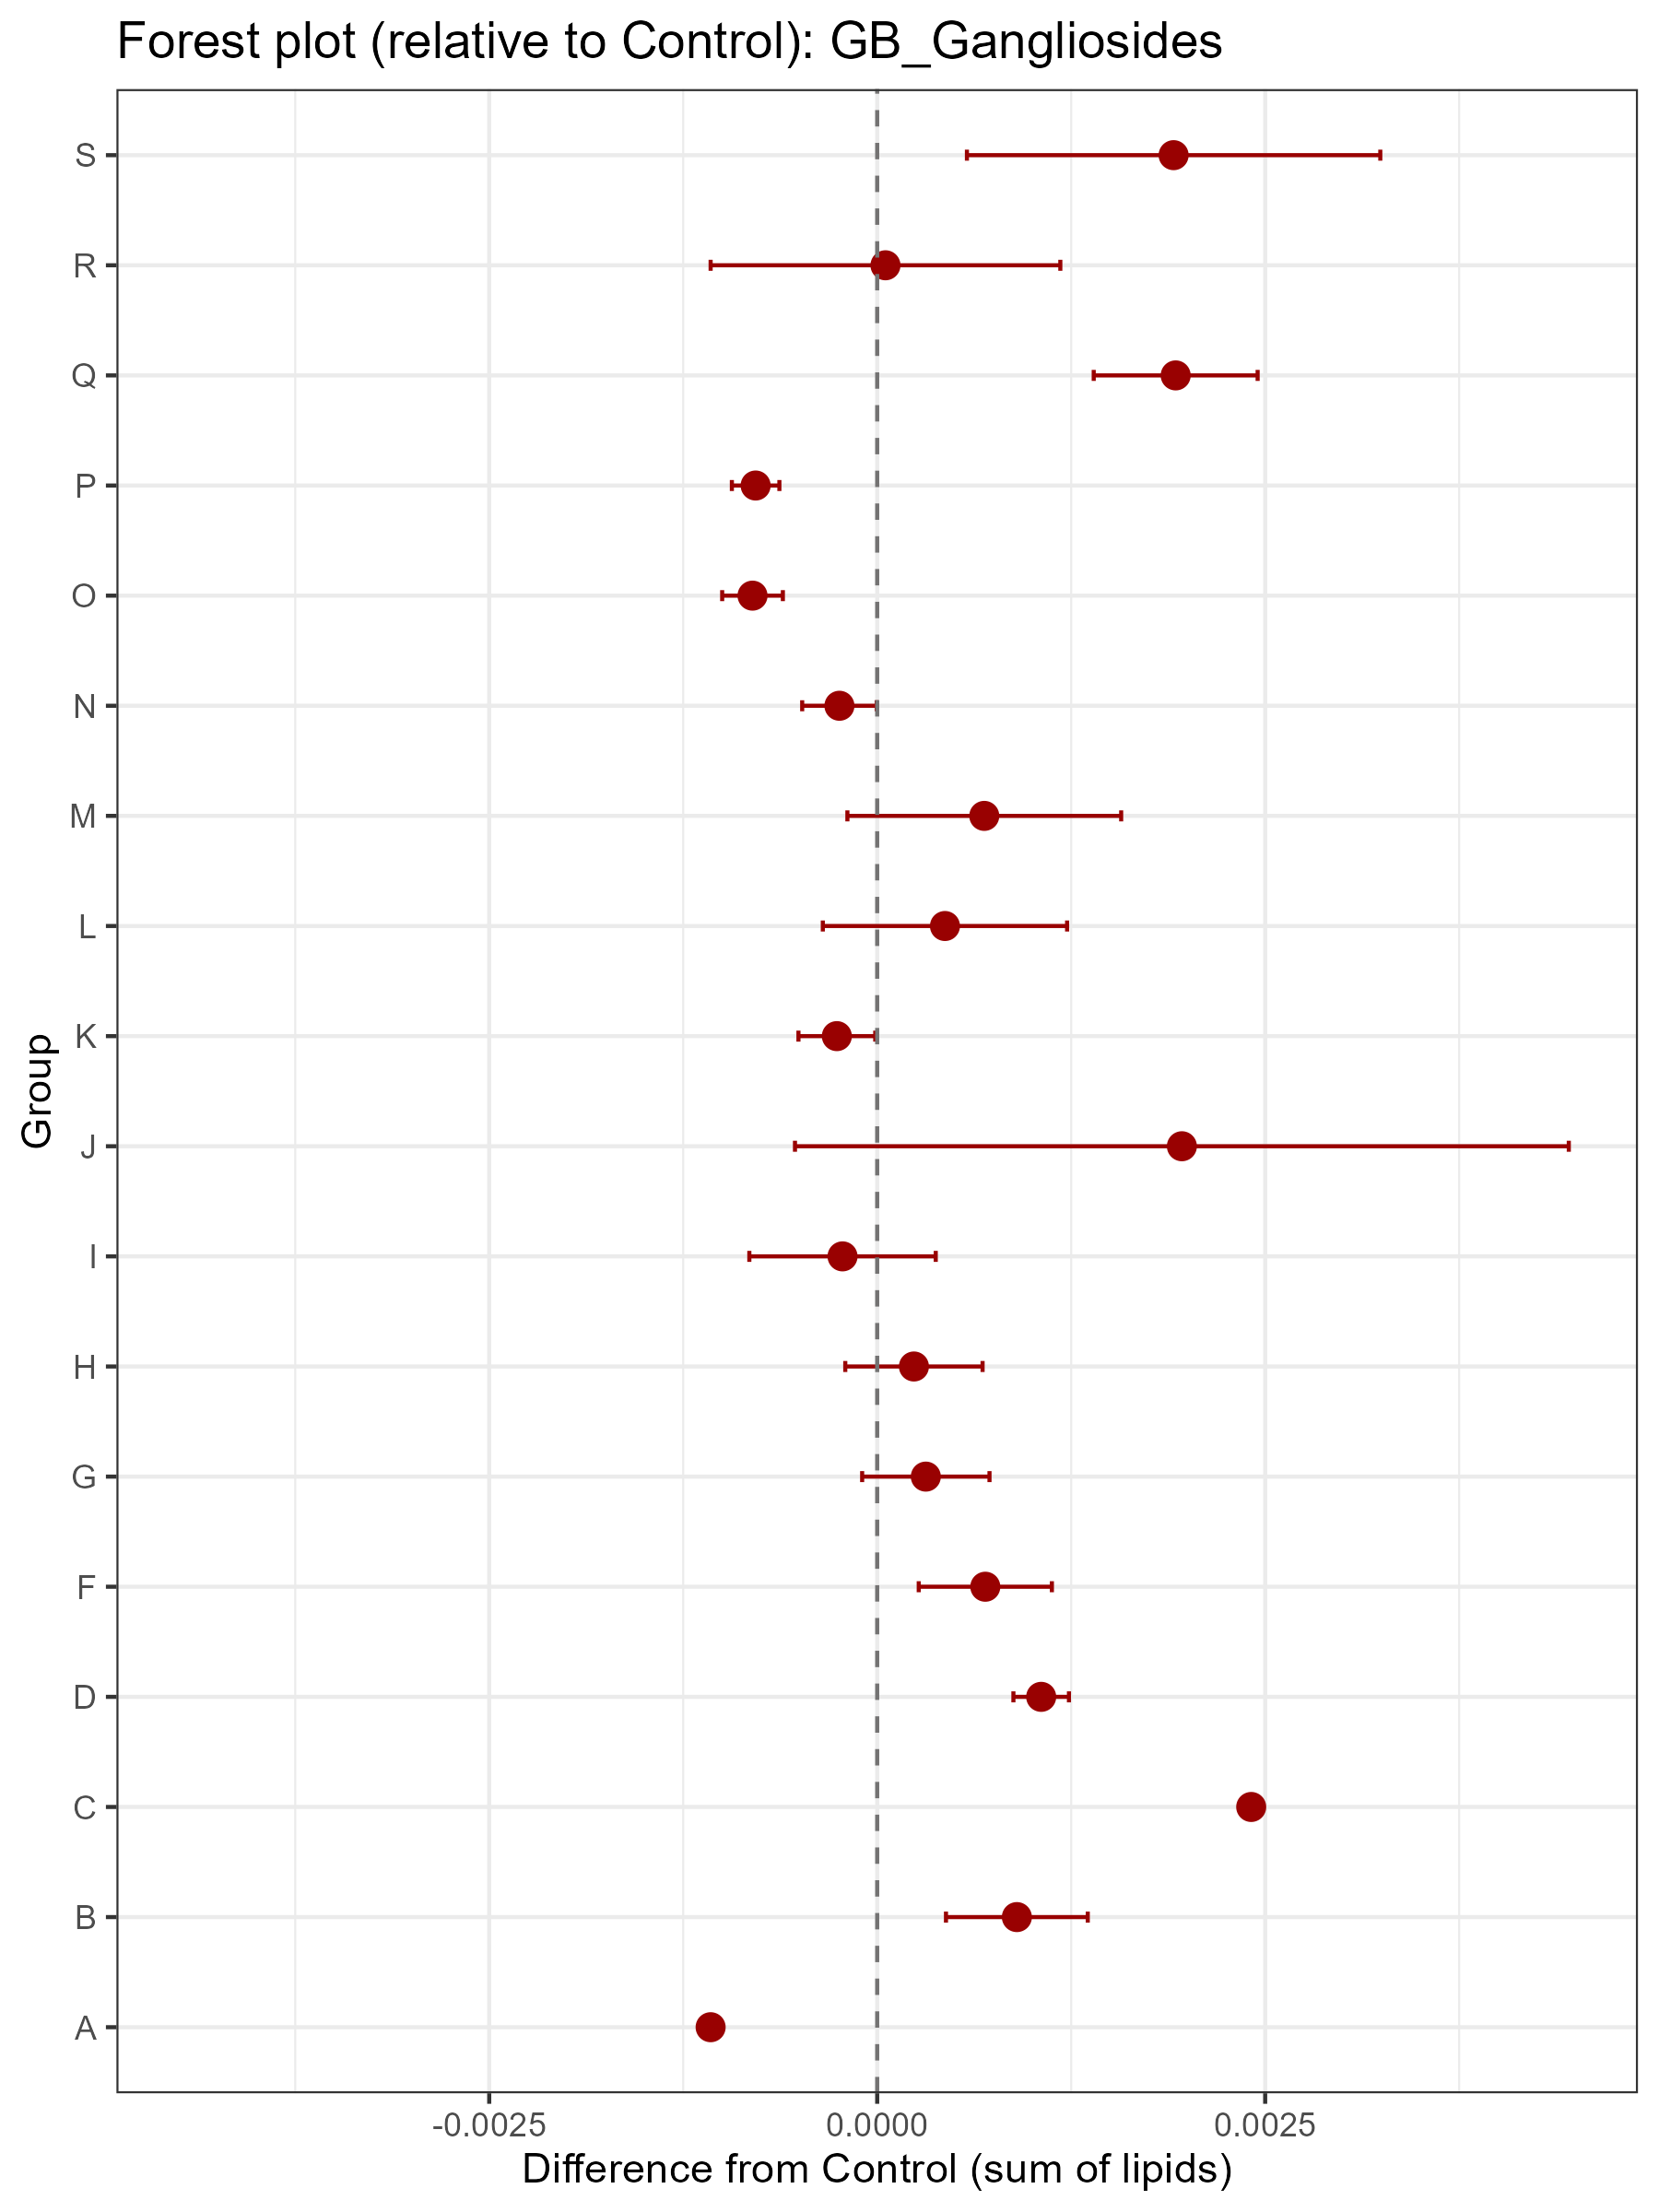 Forest plot (relative to Control): GB_Gangliosides
S
R
Q
P
O
N
M
L
K
J
I
H
G
F
D
C
B
A
Group
-0.0025 0.0000 0.0025
Difference from Control (sum of lipids)